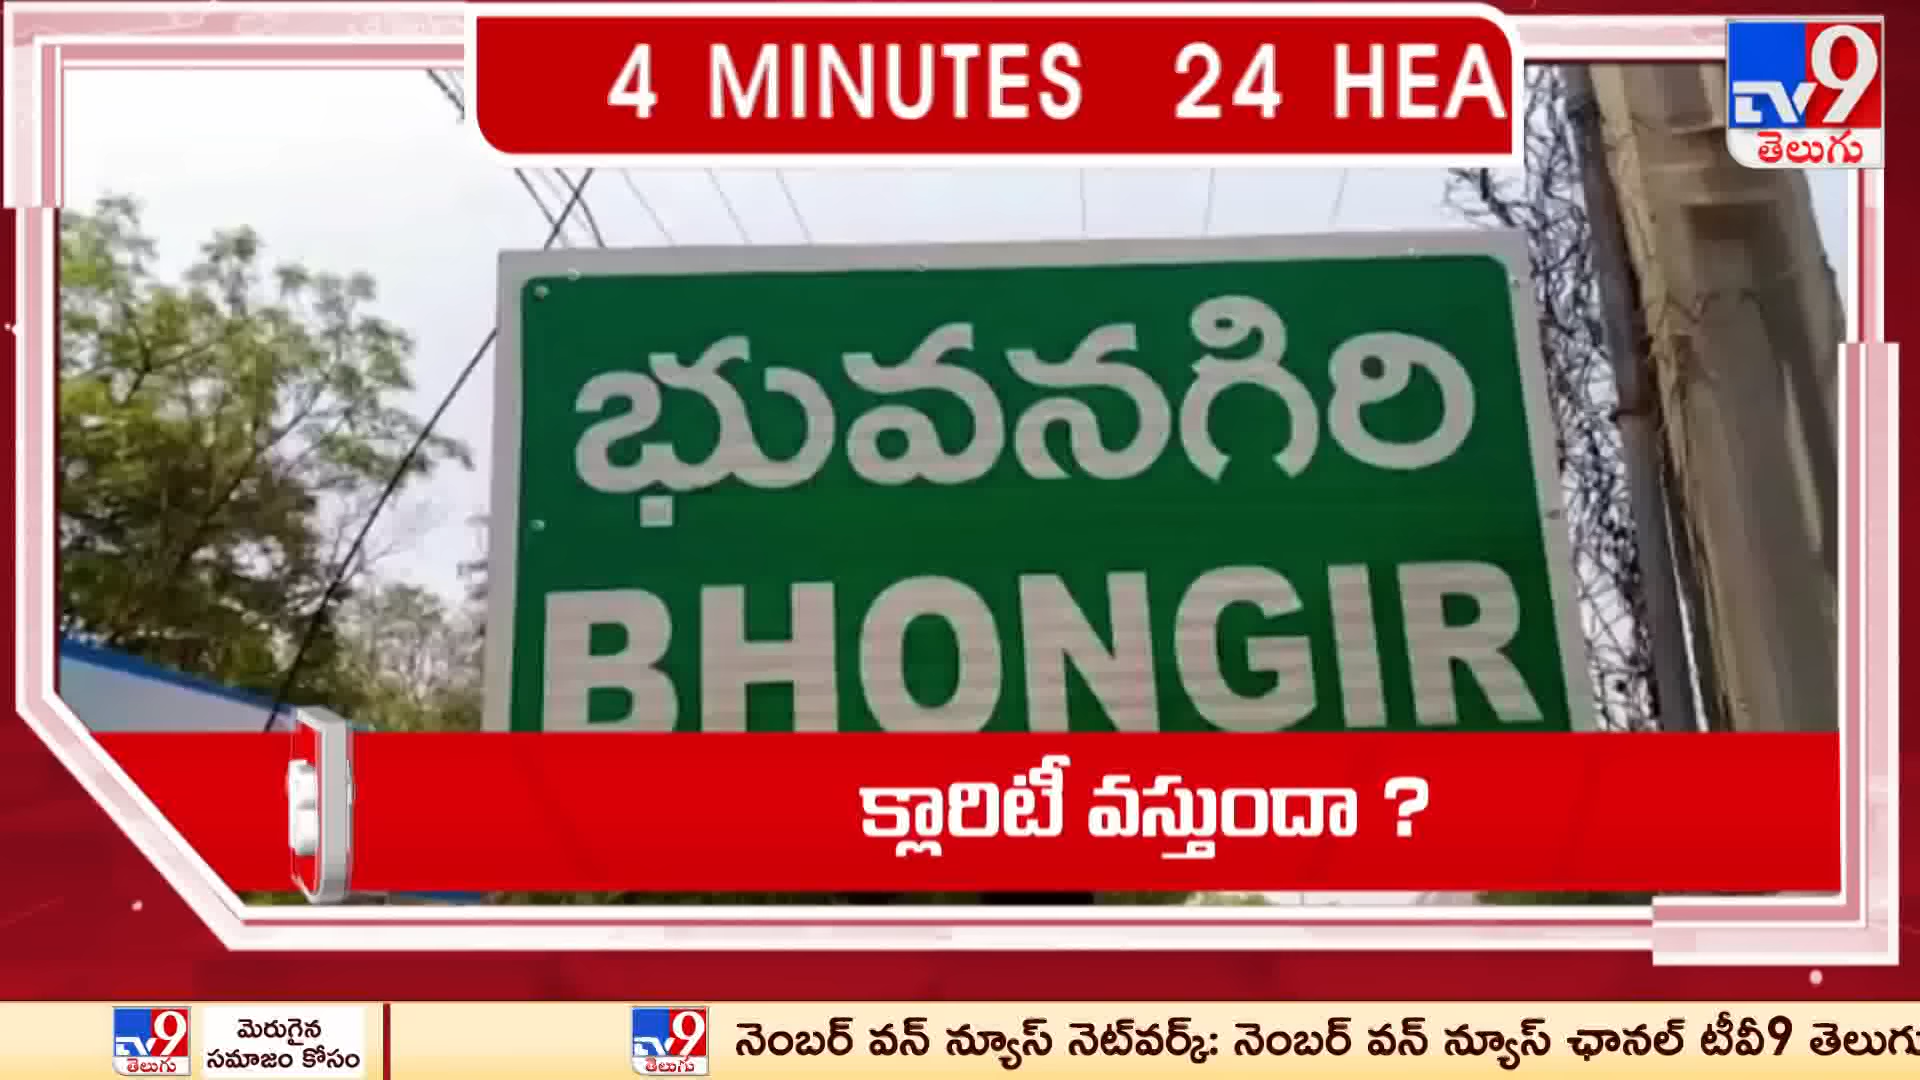 4 MINUTES 24 HEA
TV9
తెలుగు
భువనగిరి
BHONGIR
క్లారిటీ వస్తుందా ?
TV9
తెలుగు
మెరుగైన
సమాజం కోసం
TV9
తెలుగు
నెంబర్ వన్ న్యూస్ నెట్‌వర్క్: నెంబర్ వన్ న్యూస్ ఛానల్ టీవీ9 తెలుగు